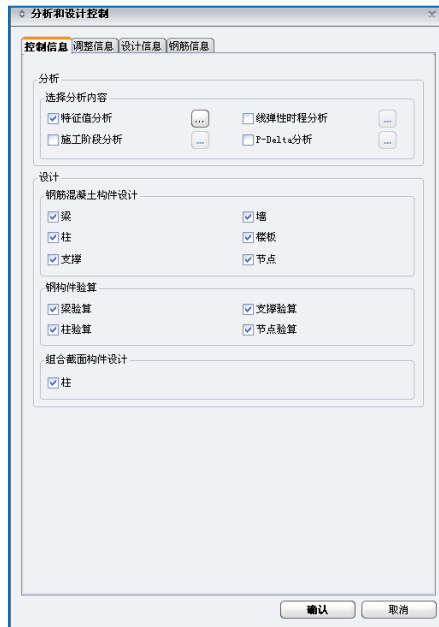 分析和设计控制
控制信息 调整信息 设计信息 钢筋信息
分析
选择分析内容
特征值分析 ... 线弹性时程分析 ...
施工阶段分析 ... P-Delta分析 ...
设计
钢筋混凝土构件设计
梁 墙
柱 楼板
支撑 节点
钢构件验算
梁验算 支撑验算
柱验算 节点验算
组合截面构件设计
柱
确认 取消